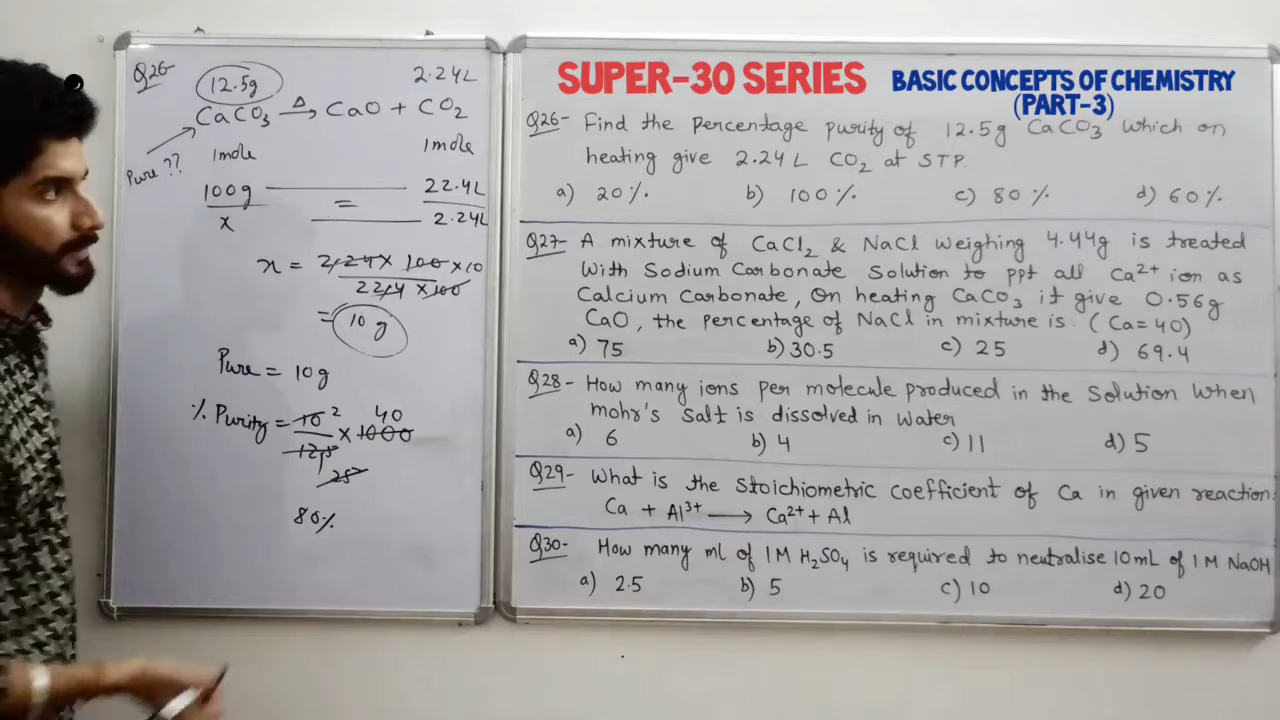 Q26-
12.5g
2.24L
CaCO3 Δ→ CaO + CO2
Pure ??
1mole 1mole
100g = 22.4L
x 2.24L
x = 2.24 x 100 x 10
22.4 x 100
= 10 g
Pure = 10g
% Purity = 10 2 x 1000 40
12.5
25
80%
SUPER-30 SERIES
BASIC CONCEPTS OF CHEMISTRY
(PART-3)
Q26- Find the percentage purity of 12.5g CaCO3 which on
heating give 2.24 L CO2 at STP.
a) 20% b) 100% c) 80% d) 60%
Q27- A mixture of CaCl2 & NaCl weighing 4.44g is treated
with Sodium Carbonate Solution to ppt all Ca2+ ion as
Calcium Carbonate, On heating CaCO3 it give 0.56g
CaO, the percentage of NaCl in mixture is. (Ca=40)
a) 75 b) 30.5 c) 25 d) 69.4
Q28- How many ions per molecule produced in the Solution When
mohr's Salt is dissolved in Water
a) 6 b) 4 c) 11 d) 5
Q29- What is the Stoichiometric coefficient of Ca in given reaction:
Ca + Al3+ → Ca2+ + Al
Q30- How many ml of 1M H2SO4 is required to neutralise 10mL of 1M NaOH
a) 2.5 b) 5 c) 10 d) 20